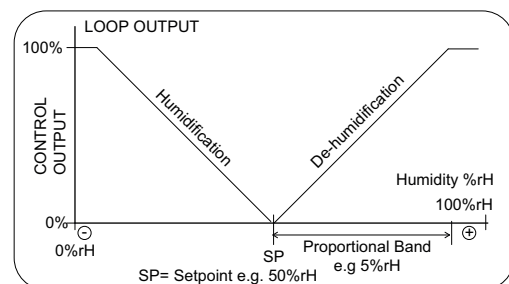 LOOP OUTPUT
100%
Humidification
De-humidification
CONTROL
OUTPUT
Humidity %rH
100%rH
0%
⊖
⊕
0%rH
SP
Proportional Band
e.g 5%rH
SP= Setpoint e.g. 50%rH